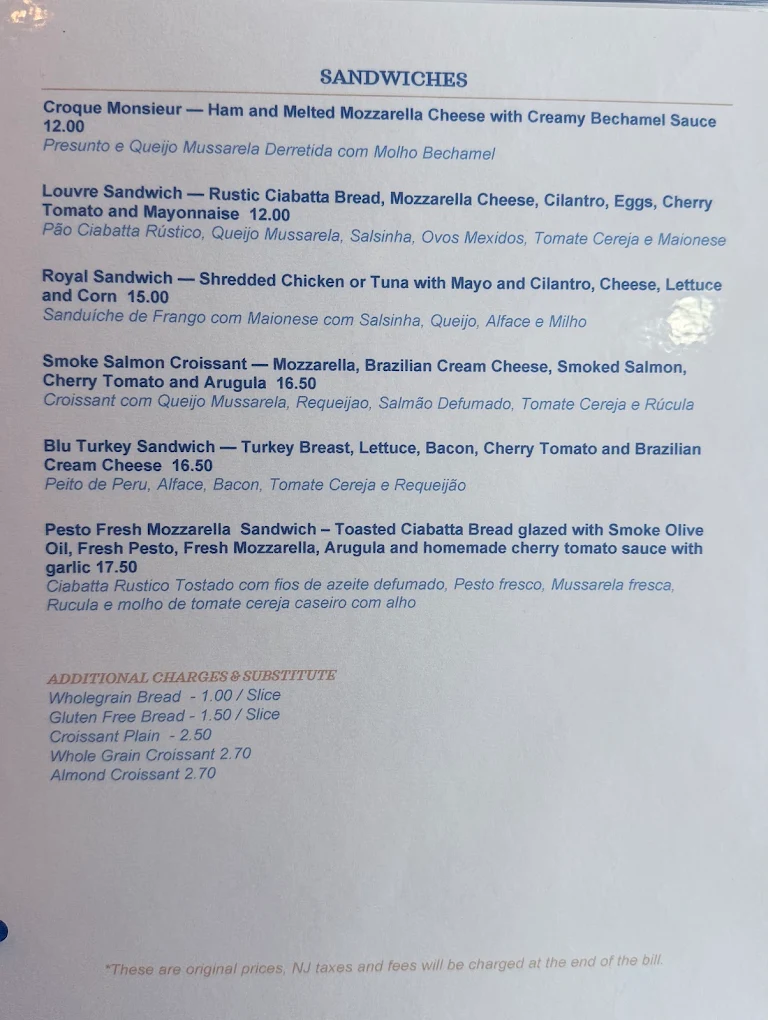 SANDWICHES
Croque Monsieur — Ham and Melted Mozzarella Cheese with Creamy Bechamel Sauce
12.00
Presunto e Queijo Mussarela Derretida com Molho Bechamel
Louvre Sandwich — Rustic Ciabatta Bread, Mozzarella Cheese, Cilantro, Eggs, Cherry
Tomato and Mayonnaise 12.00
Pão Ciabatta Rústico, Queijo Mussarela, Salsinha, Ovos Mexidos, Tomate Cereja e Maionese
Royal Sandwich — Shredded Chicken or Tuna with Mayo and Cilantro, Cheese, Lettuce
and Corn 15.00
Sanduíche de Frango com Maionese com Salsinha, Queijo, Alface e Milho
Smoke Salmon Croissant — Mozzarella, Brazilian Cream Cheese, Smoked Salmon,
Cherry Tomato and Arugula 16.50
Croissant com Queijo Mussarela, Requeijao, Salmão Defumado, Tomate Cereja e Rúcula
Blu Turkey Sandwich — Turkey Breast, Lettuce, Bacon, Cherry Tomato and Brazilian
Cream Cheese 16.50
Peito de Peru, Alface, Bacon, Tomate Cereja e Requeijão
Pesto Fresh Mozzarella Sandwich – Toasted Ciabatta Bread glazed with Smoke Olive
Oil, Fresh Pesto, Fresh Mozzarella, Arugula and homemade cherry tomato sauce with
garlic 17.50
Ciabatta Rustico Tostado com fios de azeite defumado, Pesto fresco, Mussarela fresca,
Rucula e molho de tomate cereja caseiro com alho
ADDITIONAL CHARGES & SUBSTITUTE
Wholegrain Bread - 1.00 / Slice
Gluten Free Bread - 1.50 / Slice
Croissant Plain - 2.50
Whole Grain Croissant 2.70
Almond Croissant 2.70
*These are original prices, NJ taxes and fees will be charged at the end of the bill.